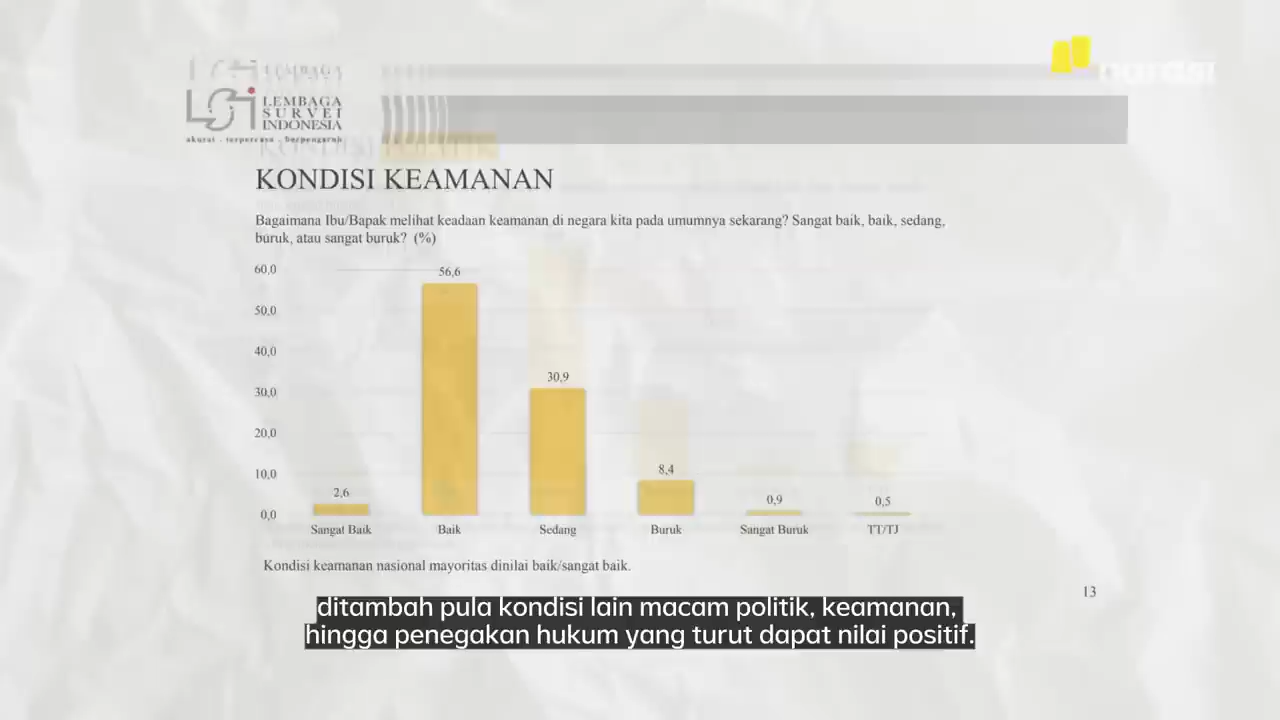 LEMBAGA
SURVEI
INDONESIA
akurat . terpercaya . berpengaruh
KONDISI KEAMANAN
Bagaimana Ibu/Bapak melihat keadaan keamanan di negara kita pada umumnya sekarang? Sangat baik, baik, sedang,
buruk, atau sangat buruk? (%)
60,0
50,0
40,0
30,0
20,0
10,0
0,0
2,6
56,6
30,9
8,4
0,9
0,5
Sangat Baik
Baik
Sedang
Buruk
Sangat Buruk
TT/TJ
Kondisi keamanan nasional mayoritas dinilai baik/sangat baik.
13
ditambah pula kondisi lain macam politik, keamanan,
hingga penegakan hukum yang turut dapat nilai positif.